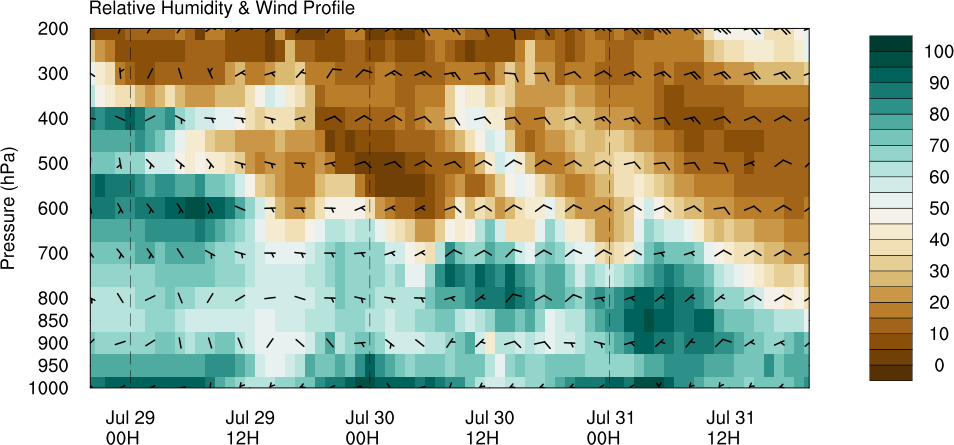 Relative Humidity & Wind Profile
Pressure (hPa)
200
300
400
500
600
700
800
850
900
950
1000
Jul 29
00H
Jul 29
12H
Jul 30
00H
Jul 30
12H
Jul 31
00H
Jul 31
12H
100
90
80
70
60
50
40
30
20
10
0